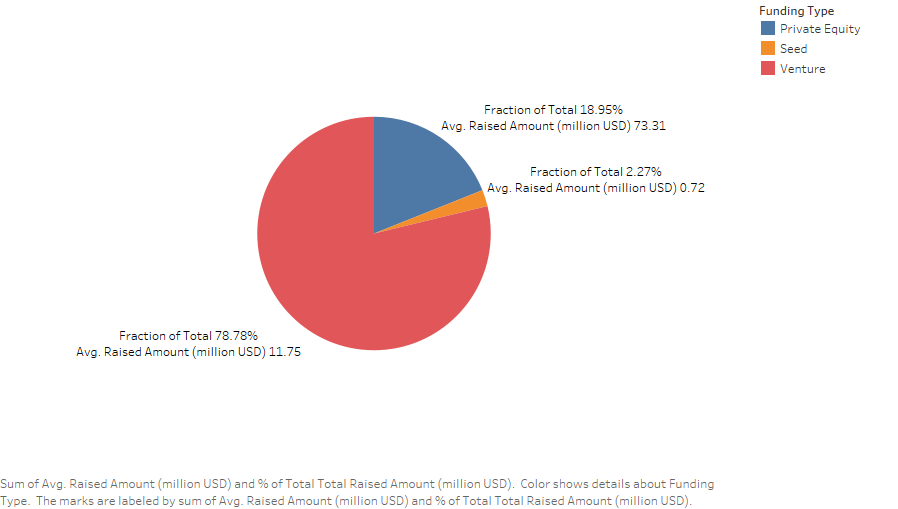 Funding Type
Private Equity
Seed
Venture
Fraction of Total 18.95%
Avg. Raised Amount (million USD) 73.31
Fraction of Total 2.27%
Avg. Raised Amount (million USD) 0.72
Fraction of Total 78.78%
Avg. Raised Amount (million USD) 11.75
Sum of Avg. Raised Amount (million USD) and % of Total Total Raised Amount (million USD).  Color shows details about Funding
Type.  The marks are labeled by sum of Avg. Raised Amount (million USD) and % of Total Total Raised Amount (million USD).